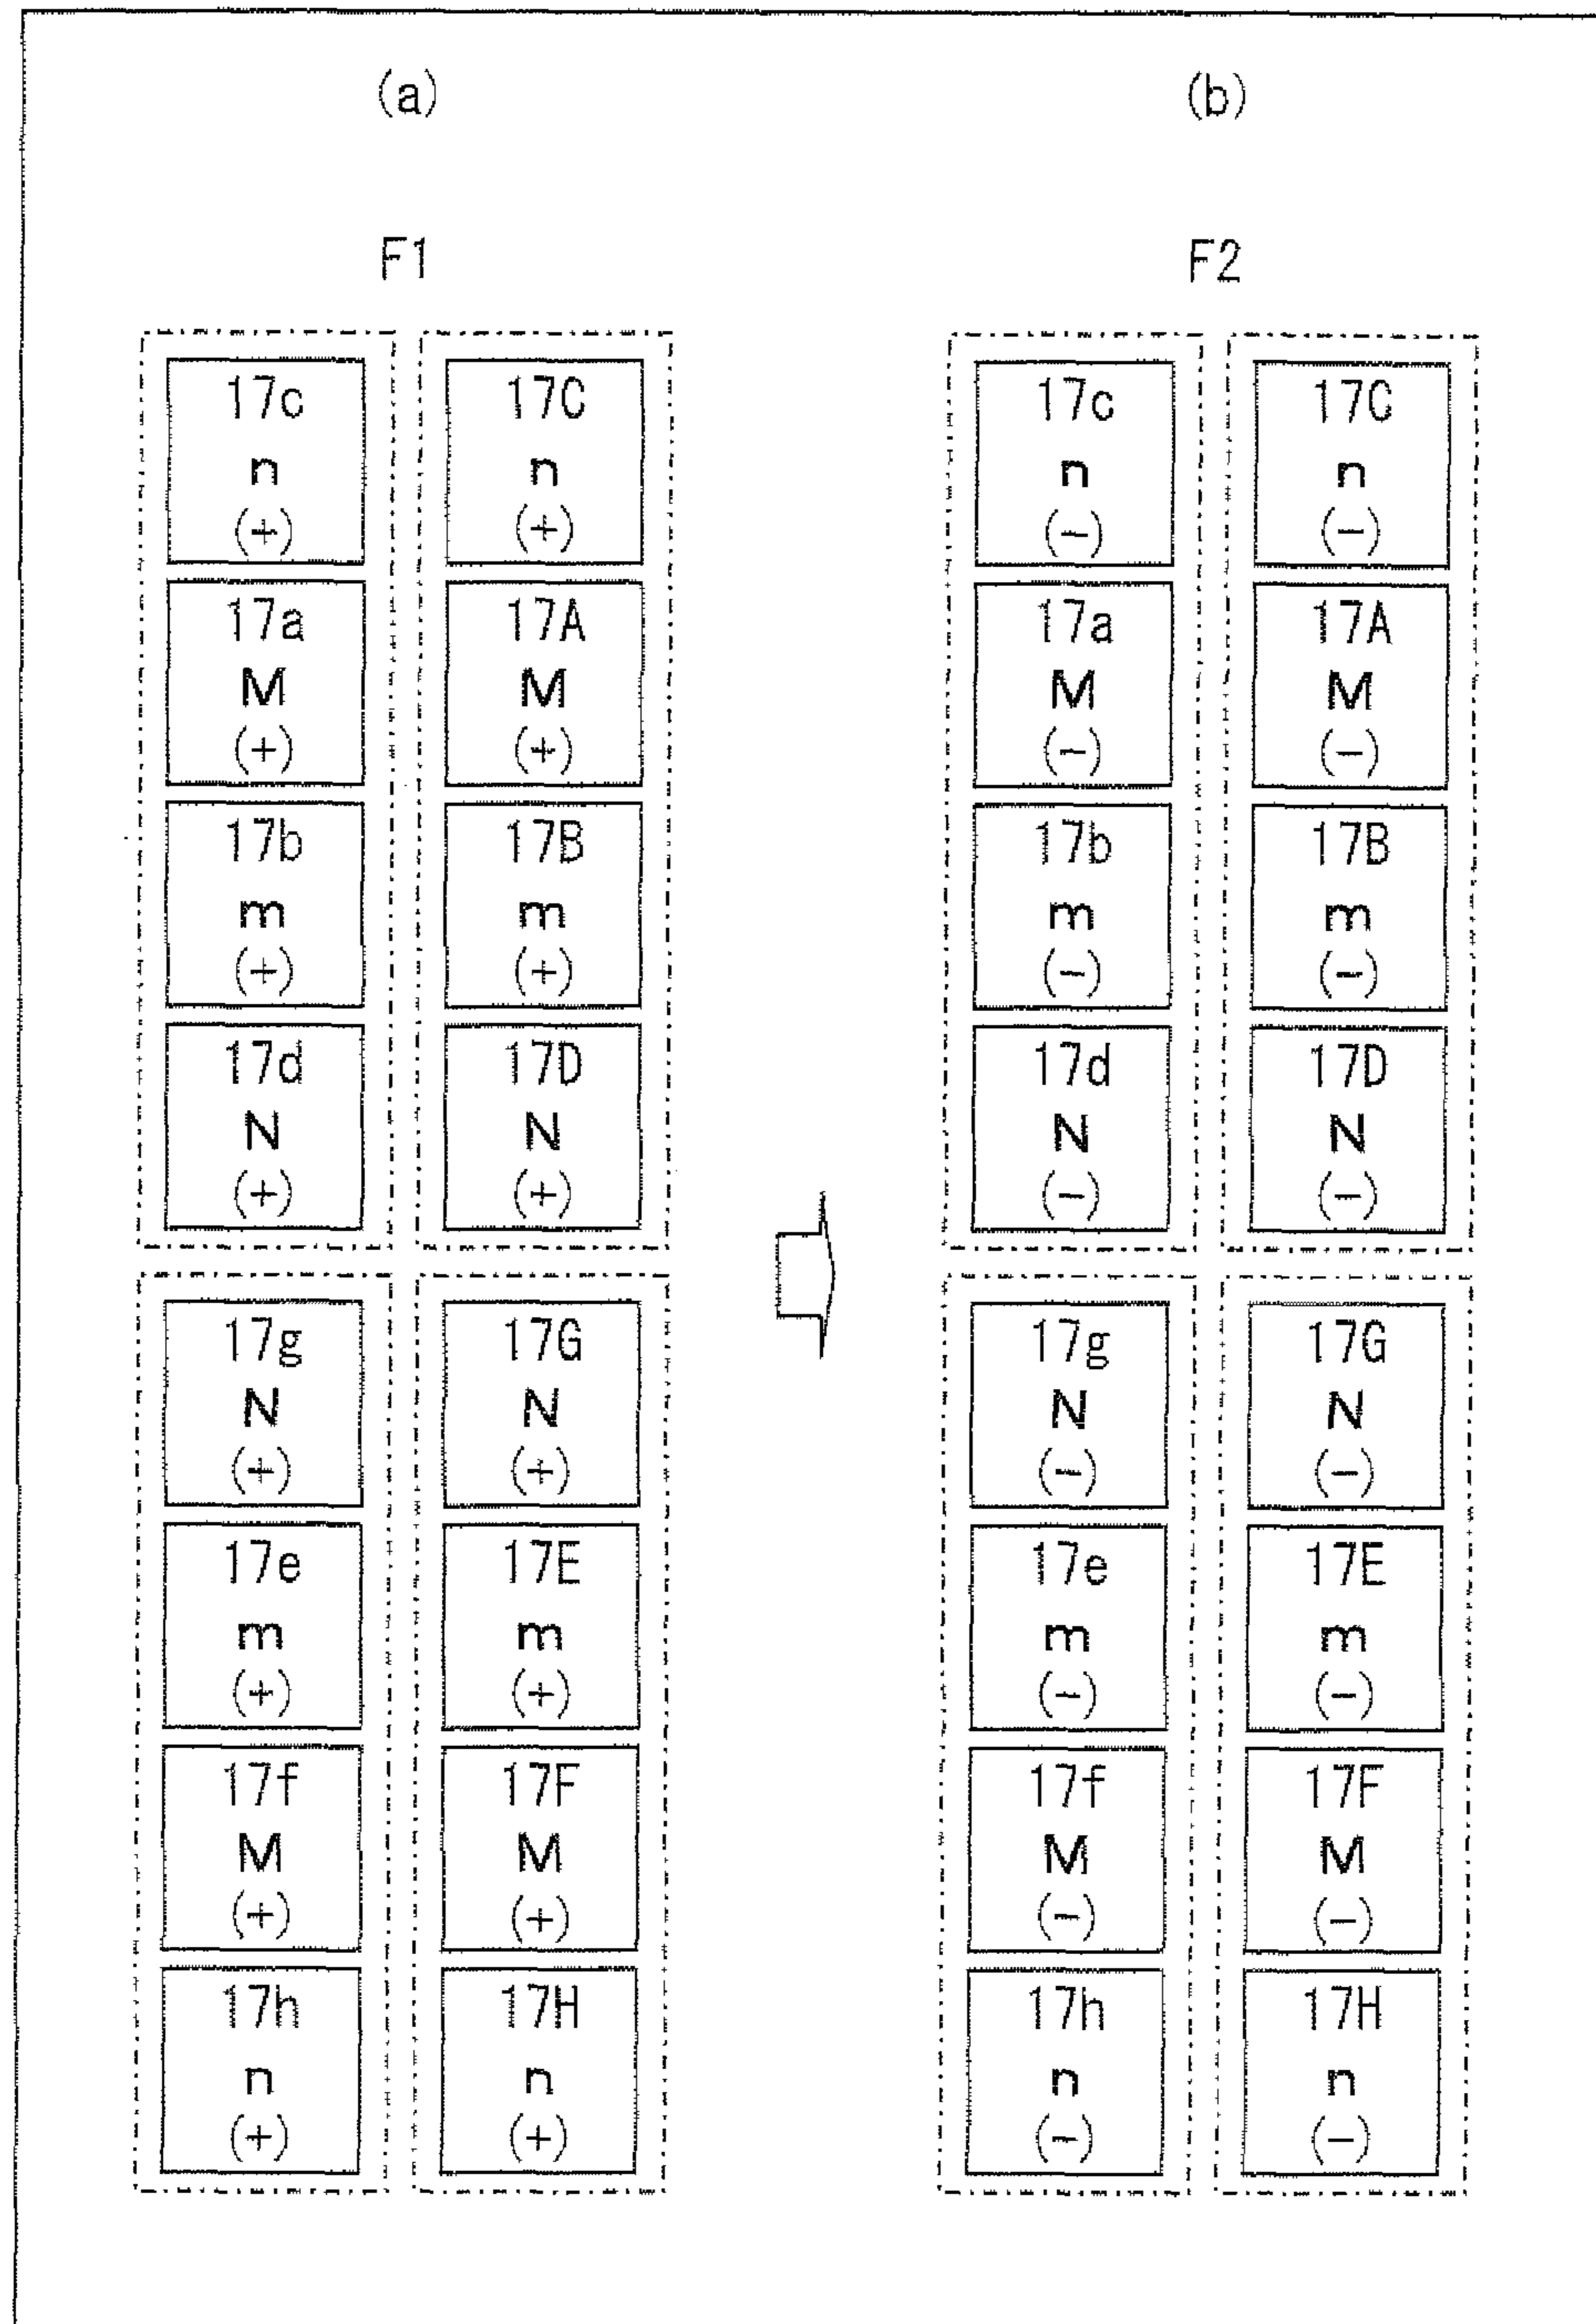 (a) (b)
F1 F2
17c 17C 17c 17C
n n n n
(+) (+) (−) (−)
17a 17A 17a 17A
M M M M
(+) (+) (−) (−)
17b 17B 17b 17B
m m m m
(+) (+) (−) (−)
17d 17D 17d 17D
N N N N
(+) (+) (−) (−)
17g 17G 17g 17G
N N N N
(+) (+) (−) (−)
17e 17E 17e 17E
m m m m
(+) (+) (−) (−)
17f 17F 17f 17F
M M M M
(+) (+) (−) (−)
17h 17H 17h 17H
n n n n
(+) (+) (−) (−)